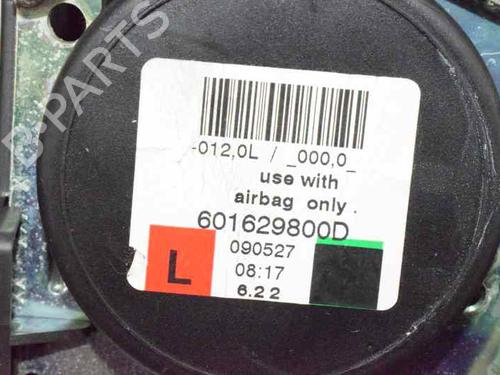 B-PARTS
-012,0L / _000,0_
use with
airbag only.
601629800D
090527
L
08:17
6.22